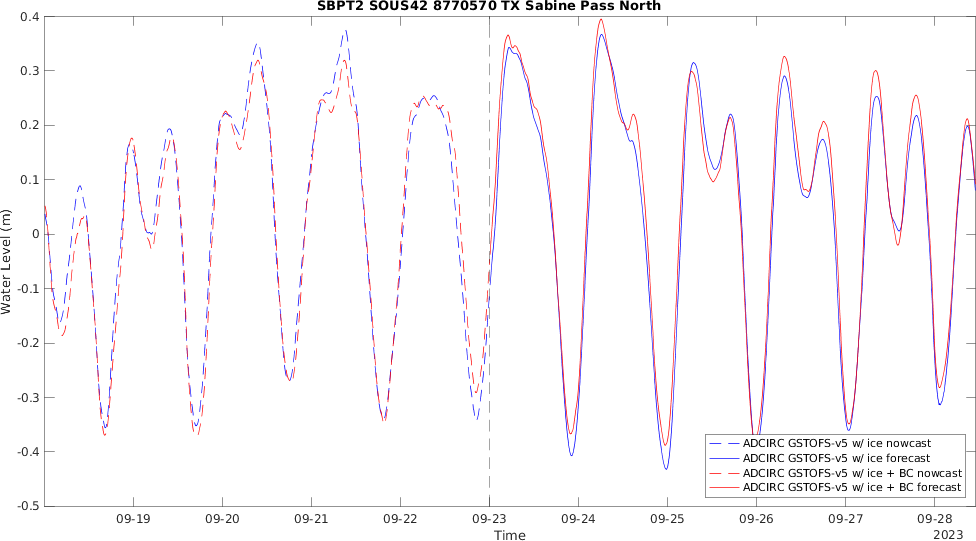 SBPT2 SOUS42 8770570 TX Sabine Pass North
0.4
0.3
0.2
0.1
0
-0.1
-0.2
-0.3
-0.4
-0.5
Water Level (m)
ADCIRC GSTOFS-v5 w/ ice nowcast
ADCIRC GSTOFS-v5 w/ ice forecast
ADCIRC GSTOFS-v5 w/ ice + BC nowcast
ADCIRC GSTOFS-v5 w/ ice + BC forecast
09-19 09-20 09-21 09-22 09-23 09-24 09-25 09-26 09-27 09-28
Time
2023